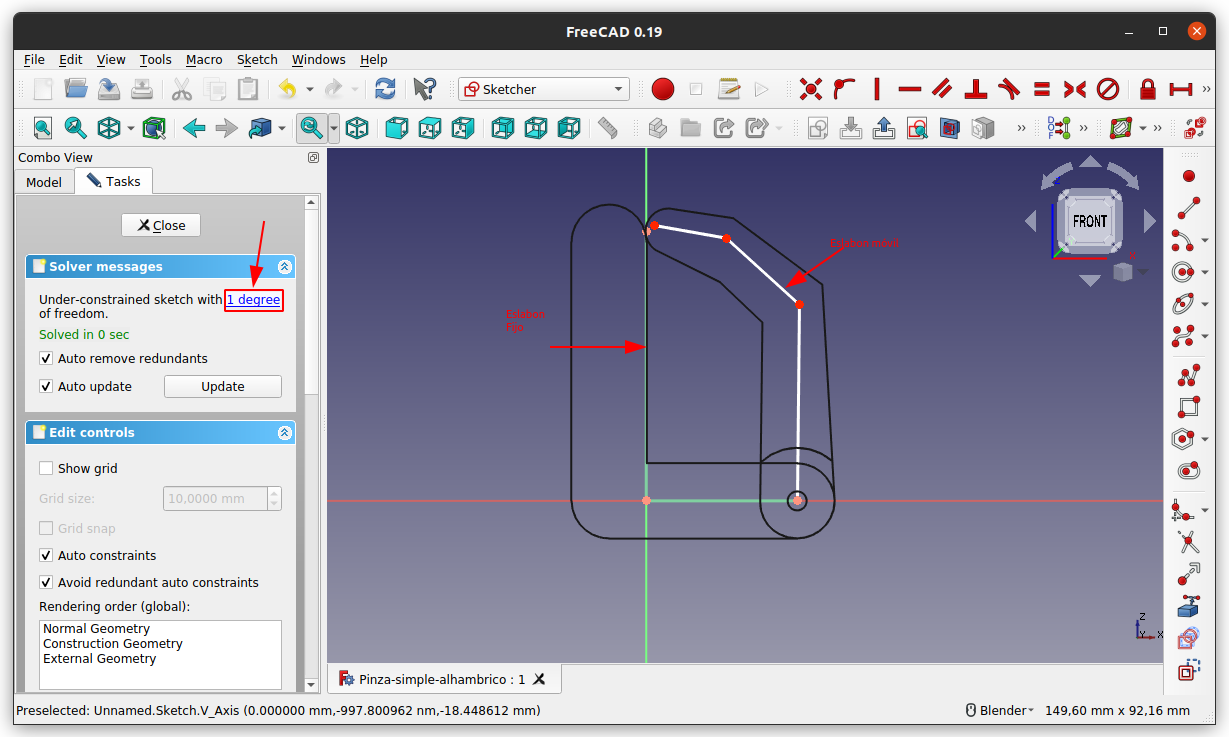 FreeCAD 0.19
File Edit View Tools Macro Sketch Windows Help
Sketcher
Combo View
Model Tasks
Close
Solver messages
Under-constrained sketch with 1 degree
of freedom.
Solved in 0 sec
Auto remove redundants
Auto update Update
Edit controls
Show grid
Grid size: 10,0000 mm
Grid snap
Auto constraints
Avoid redundant auto constraints
Rendering order (global):
Normal Geometry
Construction Geometry
External Geometry
FRONT
Eslabon
Fijo
Eslabon movil
Z
Y
X
Pinza-simple-alhambrico : 1
Preselected: Unnamed.Sketch.V_Axis (0.000000 mm,-997.800962 nm,-18.448612 mm)
Blender
149,60 mm x 92,16 mm